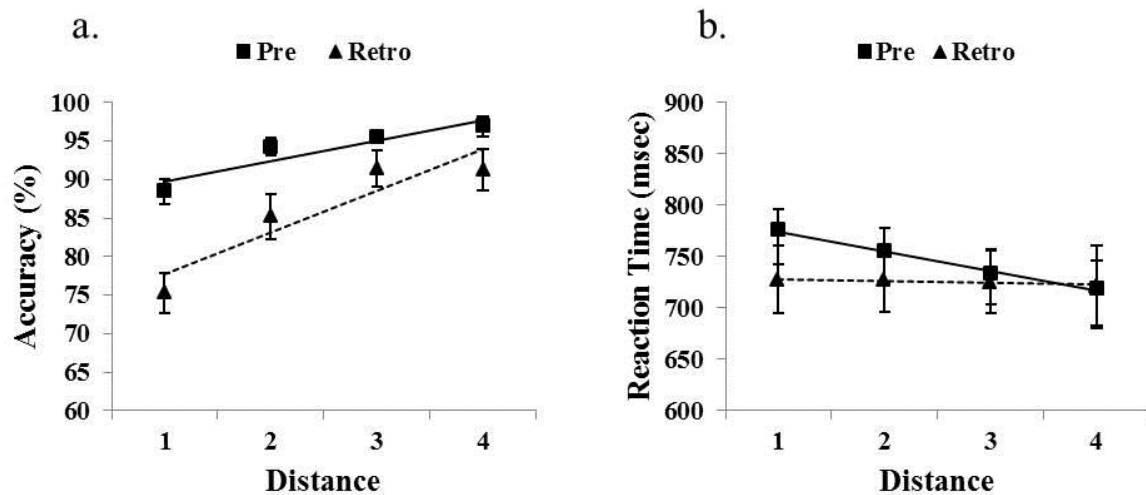 a.
Pre Retro
Accuracy (%)
100
95
90
85
80
75
70
65
60
1 2 3 4
Distance
b.
Pre Retro
Reaction Time (msec)
900
850
800
750
700
650
600
1 2 3 4
Distance